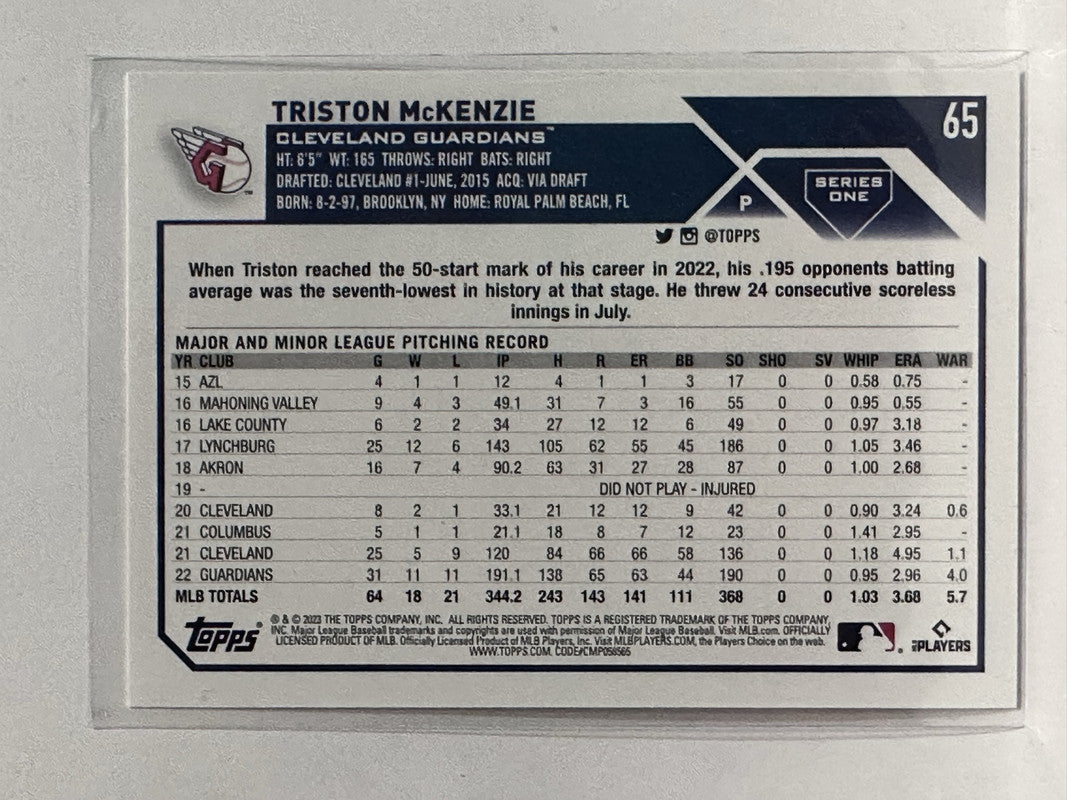 TRISTON McKENZIE
65
CLEVELAND GUARDIANS™
HT: 6'5" WT: 165 THROWS: RIGHT BATS: RIGHT
DRAFTED: CLEVELAND #1-JUNE, 2015 ACQ: VIA DRAFT
BORN: 8-2-97, BROOKLYN, NY HOME: ROYAL PALM BEACH, FL
P
SERIES
ONE
@TOPPS
When Triston reached the 50-start mark of his career in 2022, his .195 opponents batting
average was the seventh-lowest in history at that stage. He threw 24 consecutive scoreless
innings in July.
MAJOR AND MINOR LEAGUE PITCHING RECORD
YR CLUB G W L IP H R ER BB SO SHO SV WHIP ERA WAR
15 AZL 4 1 1 12 4 1 1 3 17 0 0 0.58 0.75 -
16 MAHONING VALLEY 9 4 3 49.1 31 7 3 16 55 0 0 0.95 0.55 -
16 LAKE COUNTY 6 2 2 34 27 12 12 6 49 0 0 0.97 3.18 -
17 LYNCHBURG 25 12 6 143 105 62 55 45 186 0 0 1.05 3.46 -
18 AKRON 16 7 4 90.2 63 31 27 28 87 0 0 1.00 2.68 -
19 - DID NOT PLAY - INJURED
20 CLEVELAND 8 2 1 33.1 21 12 12 9 42 0 0 0.90 3.24 0.6
21 COLUMBUS 5 1 1 21.1 18 8 7 12 23 0 0 1.41 2.95 -
21 CLEVELAND 25 5 9 120 84 66 66 58 136 0 0 1.18 4.95 1.1
22 GUARDIANS 31 11 11 191.1 138 65 63 44 190 0 0 0.95 2.96 4.0
MLB TOTALS 64 18 21 344.2 243 143 141 111 368 0 0 1.03 3.68 5.7
topps®
® & © 2023 THE TOPPS COMPANY, INC. ALL RIGHTS RESERVED. TOPPS IS A REGISTERED TRADEMARK OF THE TOPPS COMPANY,
INC. Major League Baseball trademarks and copyrights are used with permission of Major League Baseball. Visit MLB.com. OFFICIALLY
LICENSED PRODUCT OF MLB Players, Inc. Officially Licensed Product of MLB Players, Inc. Visit MLBPLAYERS.COM, the Players Choice on the web.
WWW.TOPPS.COM. CODE#CMP058565
PLAYERS